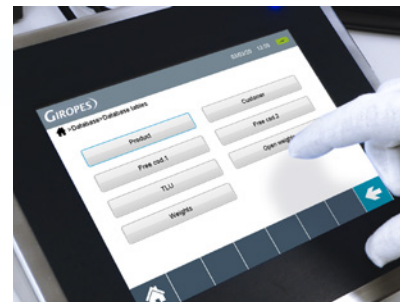 GIROPES)
>Database>Database tables
Product
Customer
Free cod.1
Free cod.2
TLU
Open weights
Weights